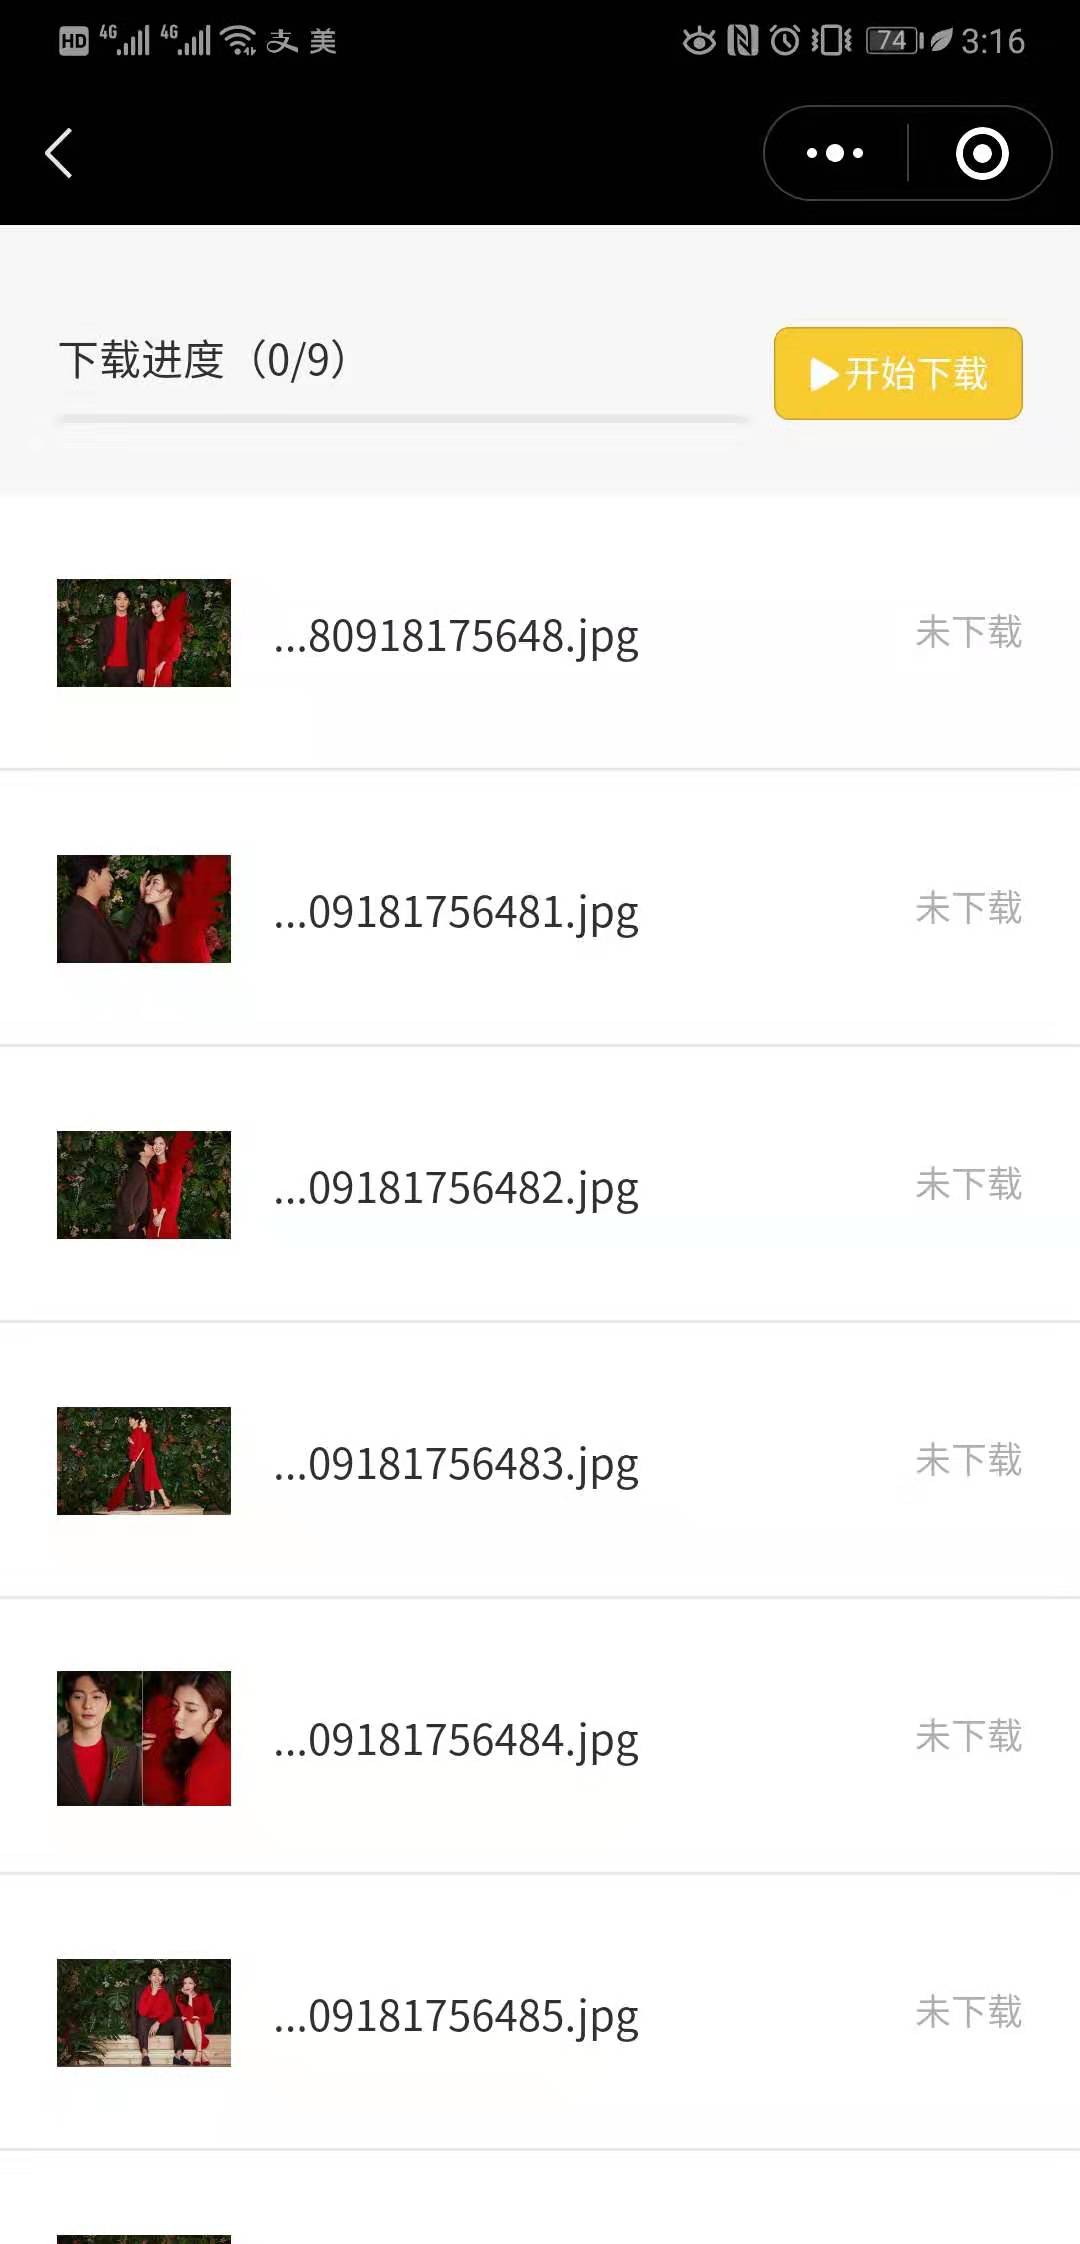 HD 4G 4G 支 美 74 3:16
下载进度（0/9）
开始下载
...80918175648.jpg 未下载
...09181756481.jpg 未下载
...09181756482.jpg 未下载
...09181756483.jpg 未下载
...09181756484.jpg 未下载
...09181756485.jpg 未下载